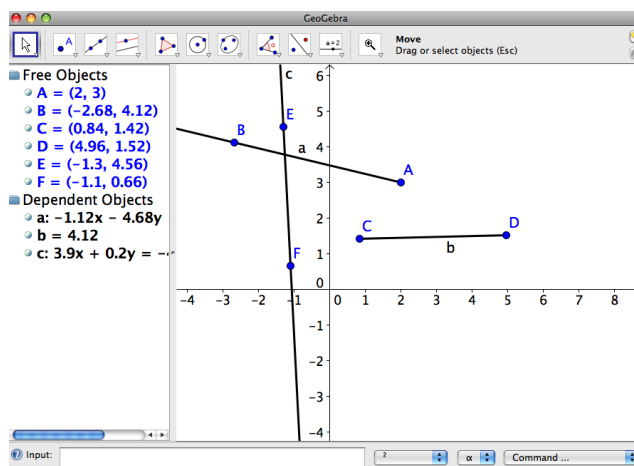 GeoGebra
A
α
a=2
Move
Drag or select objects (Esc)
Free Objects
A = (2, 3)
B = (-2.68, 4.12)
C = (0.84, 1.42)
D = (4.96, 1.52)
E = (-1.3, 4.56)
F = (-1.1, 0.66)
Dependent Objects
a: -1.12x - 4.68y
b = 4.12
c: 3.9x + 0.2y = -
c
6
E
5
B
4
a
A
3
2
C
D
b
1
F
0
-4 -3 -2 -1 0 1 2 3 4 5 6 7 8
-1
-2
-3
-4
Input:
2
α
Command ...